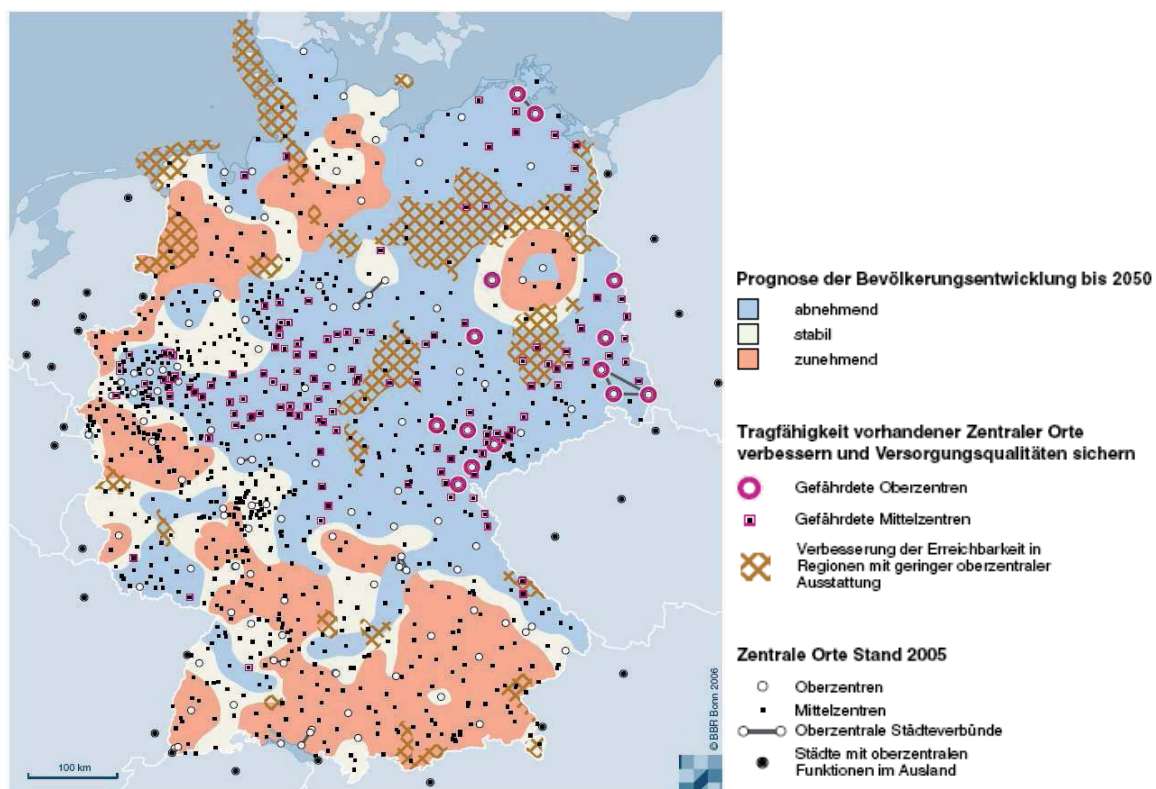 Prognose der Bevölkerungsentwicklung bis 2050
abnehmend
stabil
zunehmend
Tragfähigkeit vorhandener Zentraler Orte
verbessern und Versorgungsqualitäten sichern
Gefährdete Oberzentren
Gefährdete Mittelzentren
Verbesserung der Erreichbarkeit in
Regionen mit geringer oberzentraler
Ausstattung
Zentrale Orte Stand 2005
Oberzentren
Mittelzentren
Oberzentrale Städteverbünde
Städte mit oberzentralen
Funktionen im Ausland
100 km
© BBR Bonn 2006